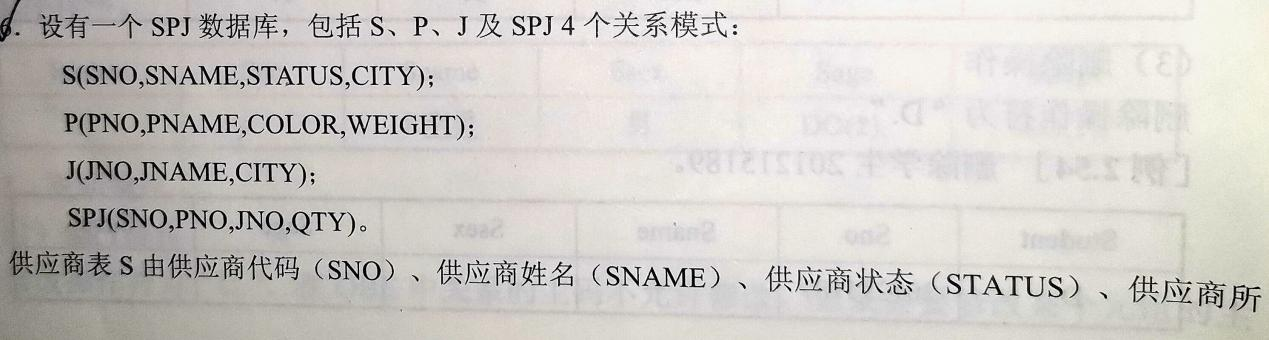 6. 设有一个 SPJ 数据库，包括 S、P、J 及 SPJ 4 个关系模式：
S(SNO,SNAME,STATUS,CITY)；
P(PNO,PNAME,COLOR,WEIGHT)；
J(JNO,JNAME,CITY)；
SPJ(SNO,PNO,JNO,QTY)。
供应商表 S 由供应商代码（SNO）、供应商姓名（SNAME）、供应商状态（STATUS）、供应商所